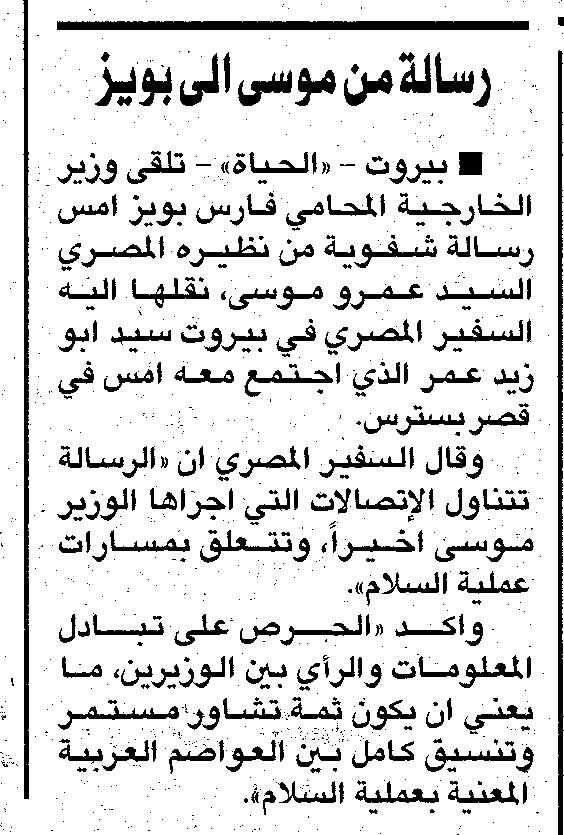 رسالة من موسى الى بويز
■ بيروت - «الحياة» - تلقى وزير
الخارجية المحامي فارس بويز امس
رسالة شفوية من نظيره المصري
السيد عمرو موسى، نقلها اليه
السفير المصري في بيروت سيد ابو
زيد عمر الذي اجتمع معه امس في
قصر بسترس.
وقال السفير المصري ان «الرسالة
تتناول الإتصالات التي اجراها الوزير
موسى اخيراً، وتتعلق بمسارات
عملية السلام».
واكد «الحرص على تبادل
المعلومات والرأي بين الوزيرين، ما
يعني ان يكون ثمة تشاور مستمر
وتنسيق كامل بين العواصم العربية
المعنية بعملية السلام».